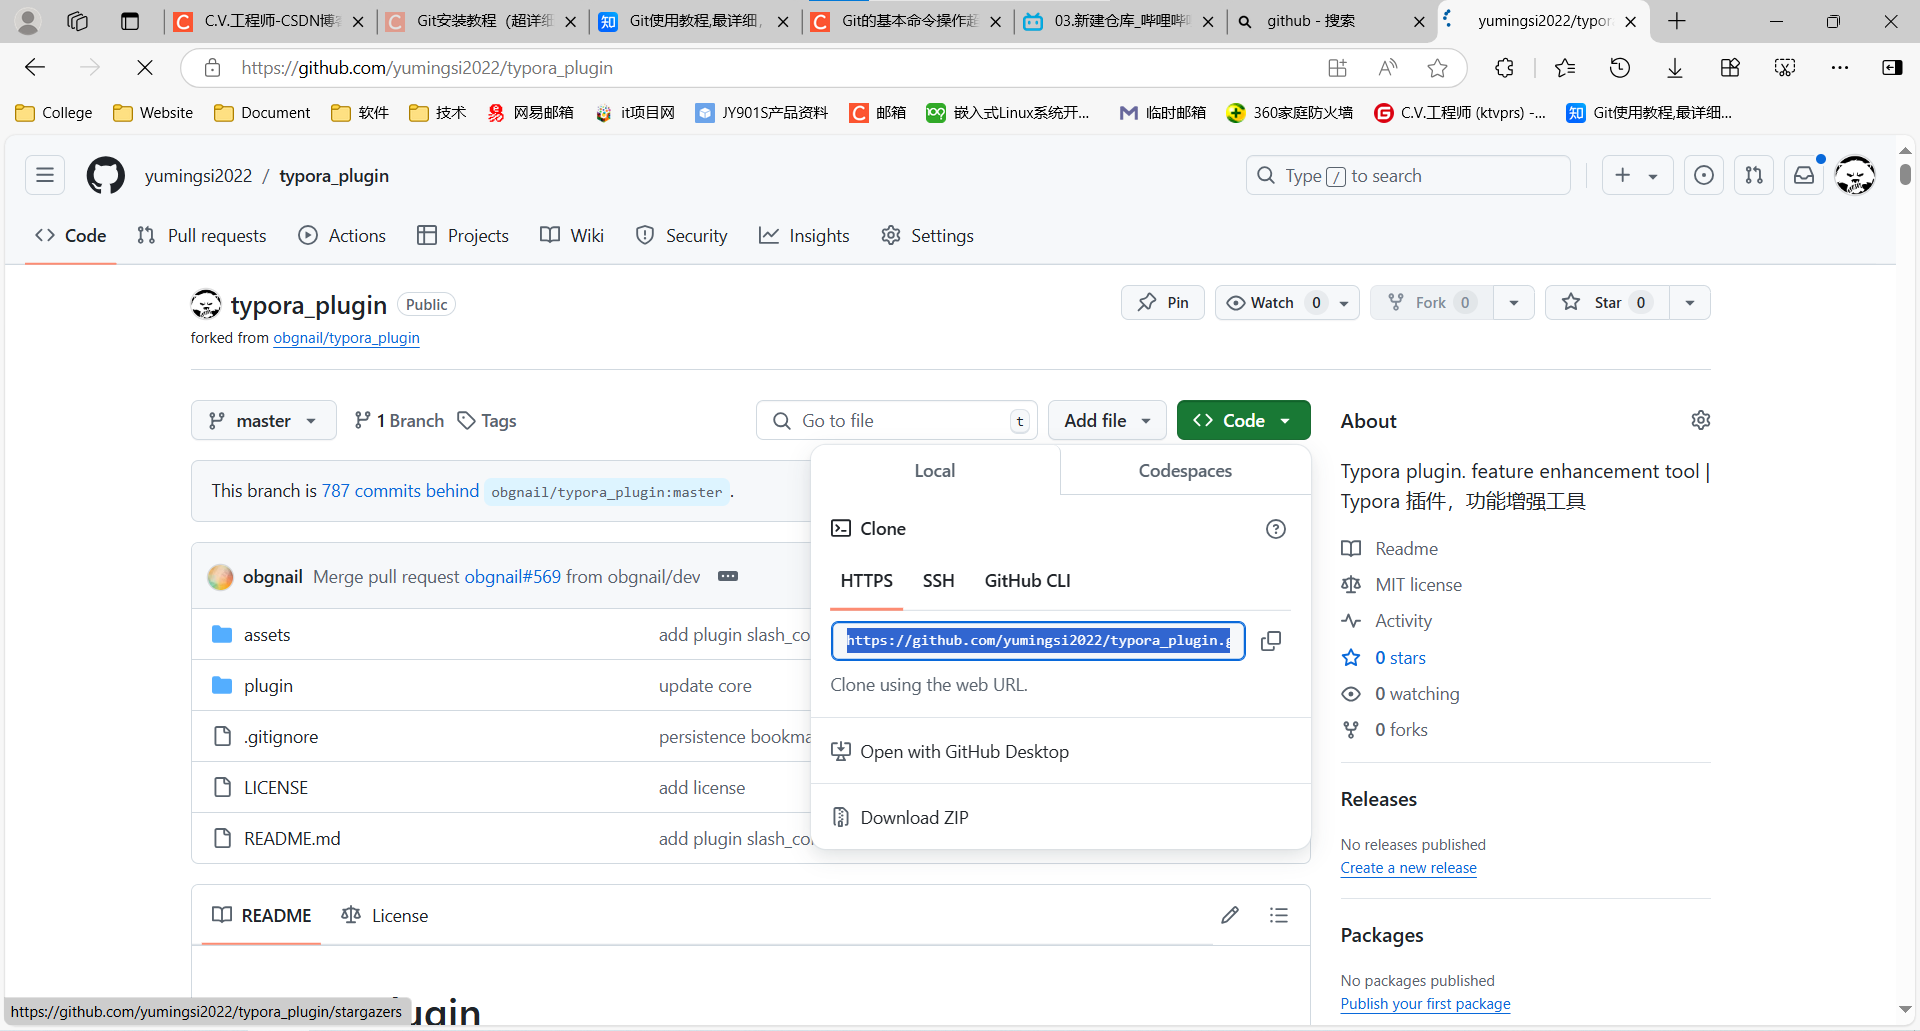 C.V.工程师-CSDN博客
Git安装教程（超详细
Git使用教程,最详细,
Git的基本命令操作超
03.新建仓库_哔哩哔
github - 搜索
yumingsi2022/typor
https://github.com/yumingsi2022/typora_plugin
College
Website
Document
软件
技术
网易邮箱
it项目网
JY901S产品资料
邮箱
嵌入式Linux系统开...
临时邮箱
360家庭防火墙
C.V.工程师 (ktvprs) -...
Git使用教程,最详细...
yumingsi2022 / typora_plugin
Type / to search
Code
Pull requests
Actions
Projects
Wiki
Security
Insights
Settings
typora_plugin
Public
forked from obgnail/typora_plugin
Pin
Watch 0
Fork 0
Star 0
master
1 Branch
Tags
Go to file
t
Add file
Code
This branch is 787 commits behind obgnail/typora_plugin:master .
obgnail Merge pull request obgnail#569 from obgnail/dev
assets
add plugin slash_co
plugin
update core
.gitignore
persistence bookma
LICENSE
add license
README.md
add plugin slash_co
Local
Codespaces
Clone
HTTPS
SSH
GitHub CLI
https://github.com/yumingsi2022/typora_plugin.g
Clone using the web URL.
Open with GitHub Desktop
Download ZIP
README
License
ugin
About
Typora plugin. feature enhancement tool |
Typora 插件，功能增强工具
Readme
MIT license
Activity
0 stars
0 watching
0 forks
Releases
No releases published
Create a new release
Packages
No packages published
Publish your first package
https://github.com/yumingsi2022/typora_plugin/stargazers